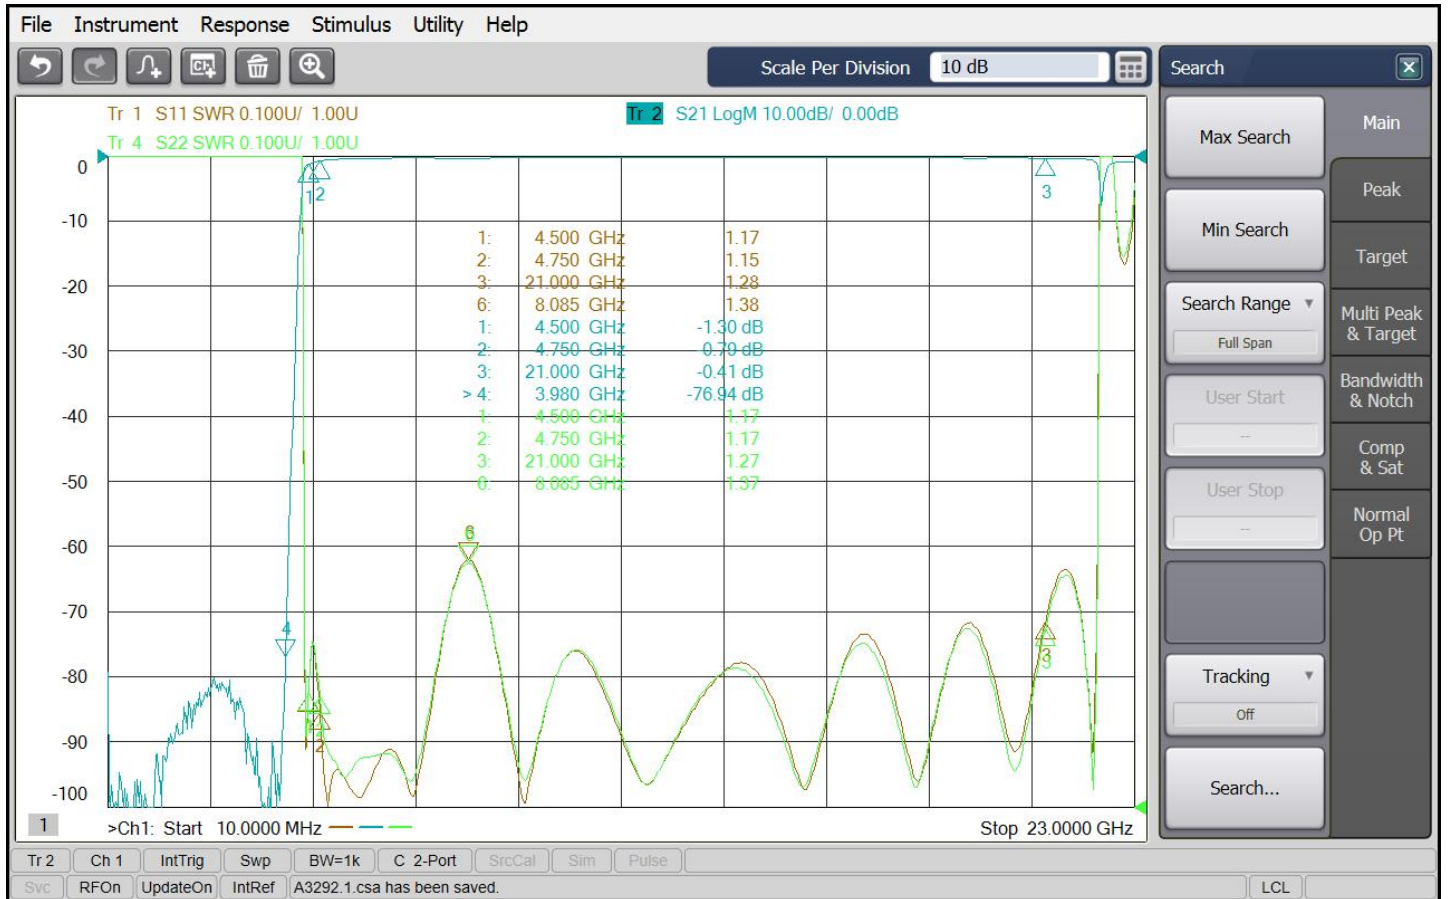 File Instrument Response Stimulus Utility Help
Scale Per Division 10 dB
Search
Tr 1 S11 SWR 0.100U/ 1.00U
Tr 2 S21 LogM 10.00dB/ 0.00dB
Tr 4 S22 SWR 0.100U/ 1.00U
0
-10
-20
-30
-40
-50
-60
-70
-80
-90
-100
1 2
3
1: 4.500 GHz 1.17
2: 4.750 GHz 1.15
3: 21.000 GHz 1.28
6: 8.085 GHz 1.38
1: 4.500 GHz -1.30 dB
2: 4.750 GHz -0.79 dB
3: 21.000 GHz -0.41 dB
> 4: 3.980 GHz -76.94 dB
1: 4.500 GHz 1.17
2: 4.750 GHz 1.17
3: 21.000 GHz 1.27
6: 8.085 GHz 1.37
6
4
3
2
1 >Ch1: Start 10.0000 MHz Stop 23.0000 GHz
Max Search
Min Search
Search Range
Full Span
User Start
--
User Stop
--
Tracking
Off
Search...
Main
Peak
Target
Multi Peak
& Target
Bandwidth
& Notch
Comp
& Sat
Normal
Op Pt
Tr 2 Ch 1 IntTrig Swp BW=1k C 2-Port SrcCal Sim Pulse
Svc RFOn UpdateOn IntRef A3292.1.csa has been saved. LCL